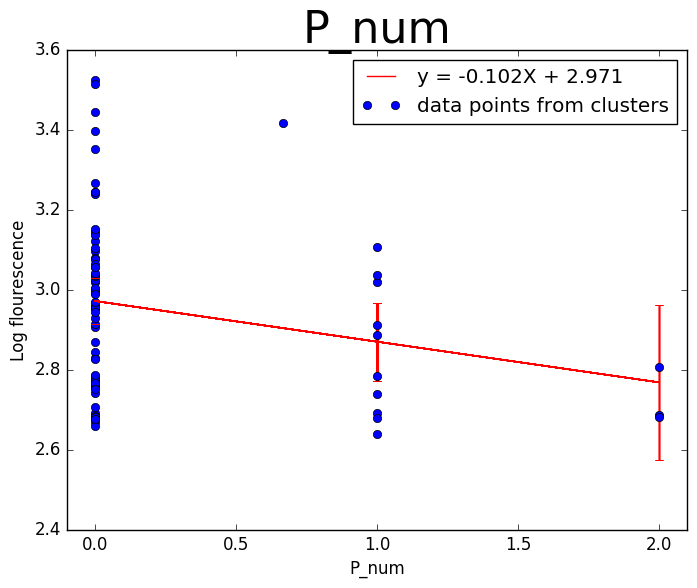 P_num
y = -0.102X + 2.971
data points from clusters
3.6
3.4
3.2
3.0
2.8
2.6
2.4
Log flourescence
0.0 0.5 1.0 1.5 2.0
P_num